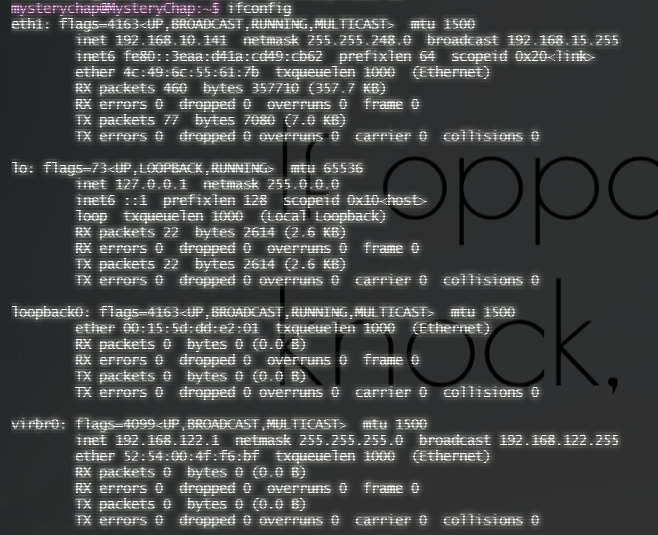 mysterychap@MysteryChap:~$ ifconfig
eth1: flags=4163<UP,BROADCAST,RUNNING,MULTICAST>  mtu 1500
        inet 192.168.10.141  netmask 255.255.248.0  broadcast 192.168.15.255
        inet6 fe80::3eaa:d41a:cd49:cb62  prefixlen 64  scopeid 0x20<link>
        ether 4c:49:6c:55:61:7b  txqueuelen 1000  (Ethernet)
        RX packets 460  bytes 357710 (357.7 KB)
        RX errors 0  dropped 0  overruns 0  frame 0
        TX packets 77  bytes 7080 (7.0 KB)
        TX errors 0  dropped 0 overruns 0  carrier 0  collisions 0

lo: flags=73<UP,LOOPBACK,RUNNING>  mtu 65536
        inet 127.0.0.1  netmask 255.0.0.0
        inet6 ::1  prefixlen 128  scopeid 0x10<host>
        loop  txqueuelen 1000  (Local Loopback)
        RX packets 22  bytes 2614 (2.6 KB)
        RX errors 0  dropped 0  overruns 0  frame 0
        TX packets 22  bytes 2614 (2.6 KB)
        TX errors 0  dropped 0 overruns 0  carrier 0  collisions 0

loopback0: flags=4163<UP,BROADCAST,RUNNING,MULTICAST>  mtu 1500
        ether 00:15:5d:dd:e2:01  txqueuelen 1000  (Ethernet)
        RX packets 0  bytes 0 (0.0 B)
        RX errors 0  dropped 0  overruns 0  frame 0
        TX packets 0  bytes 0 (0.0 B)
        TX errors 0  dropped 0 overruns 0  carrier 0  collisions 0

virbr0: flags=4099<UP,BROADCAST,MULTICAST>  mtu 1500
        inet 192.168.122.1  netmask 255.255.255.0  broadcast 192.168.122.255
        ether 52:54:00:4f:f6:bf  txqueuelen 1000  (Ethernet)
        RX packets 0  bytes 0 (0.0 B)
        RX errors 0  dropped 0  overruns 0  frame 0
        TX packets 0  bytes 0 (0.0 B)
        TX errors 0  dropped 0 overruns 0  carrier 0  collisions 0
If oppo
knock,